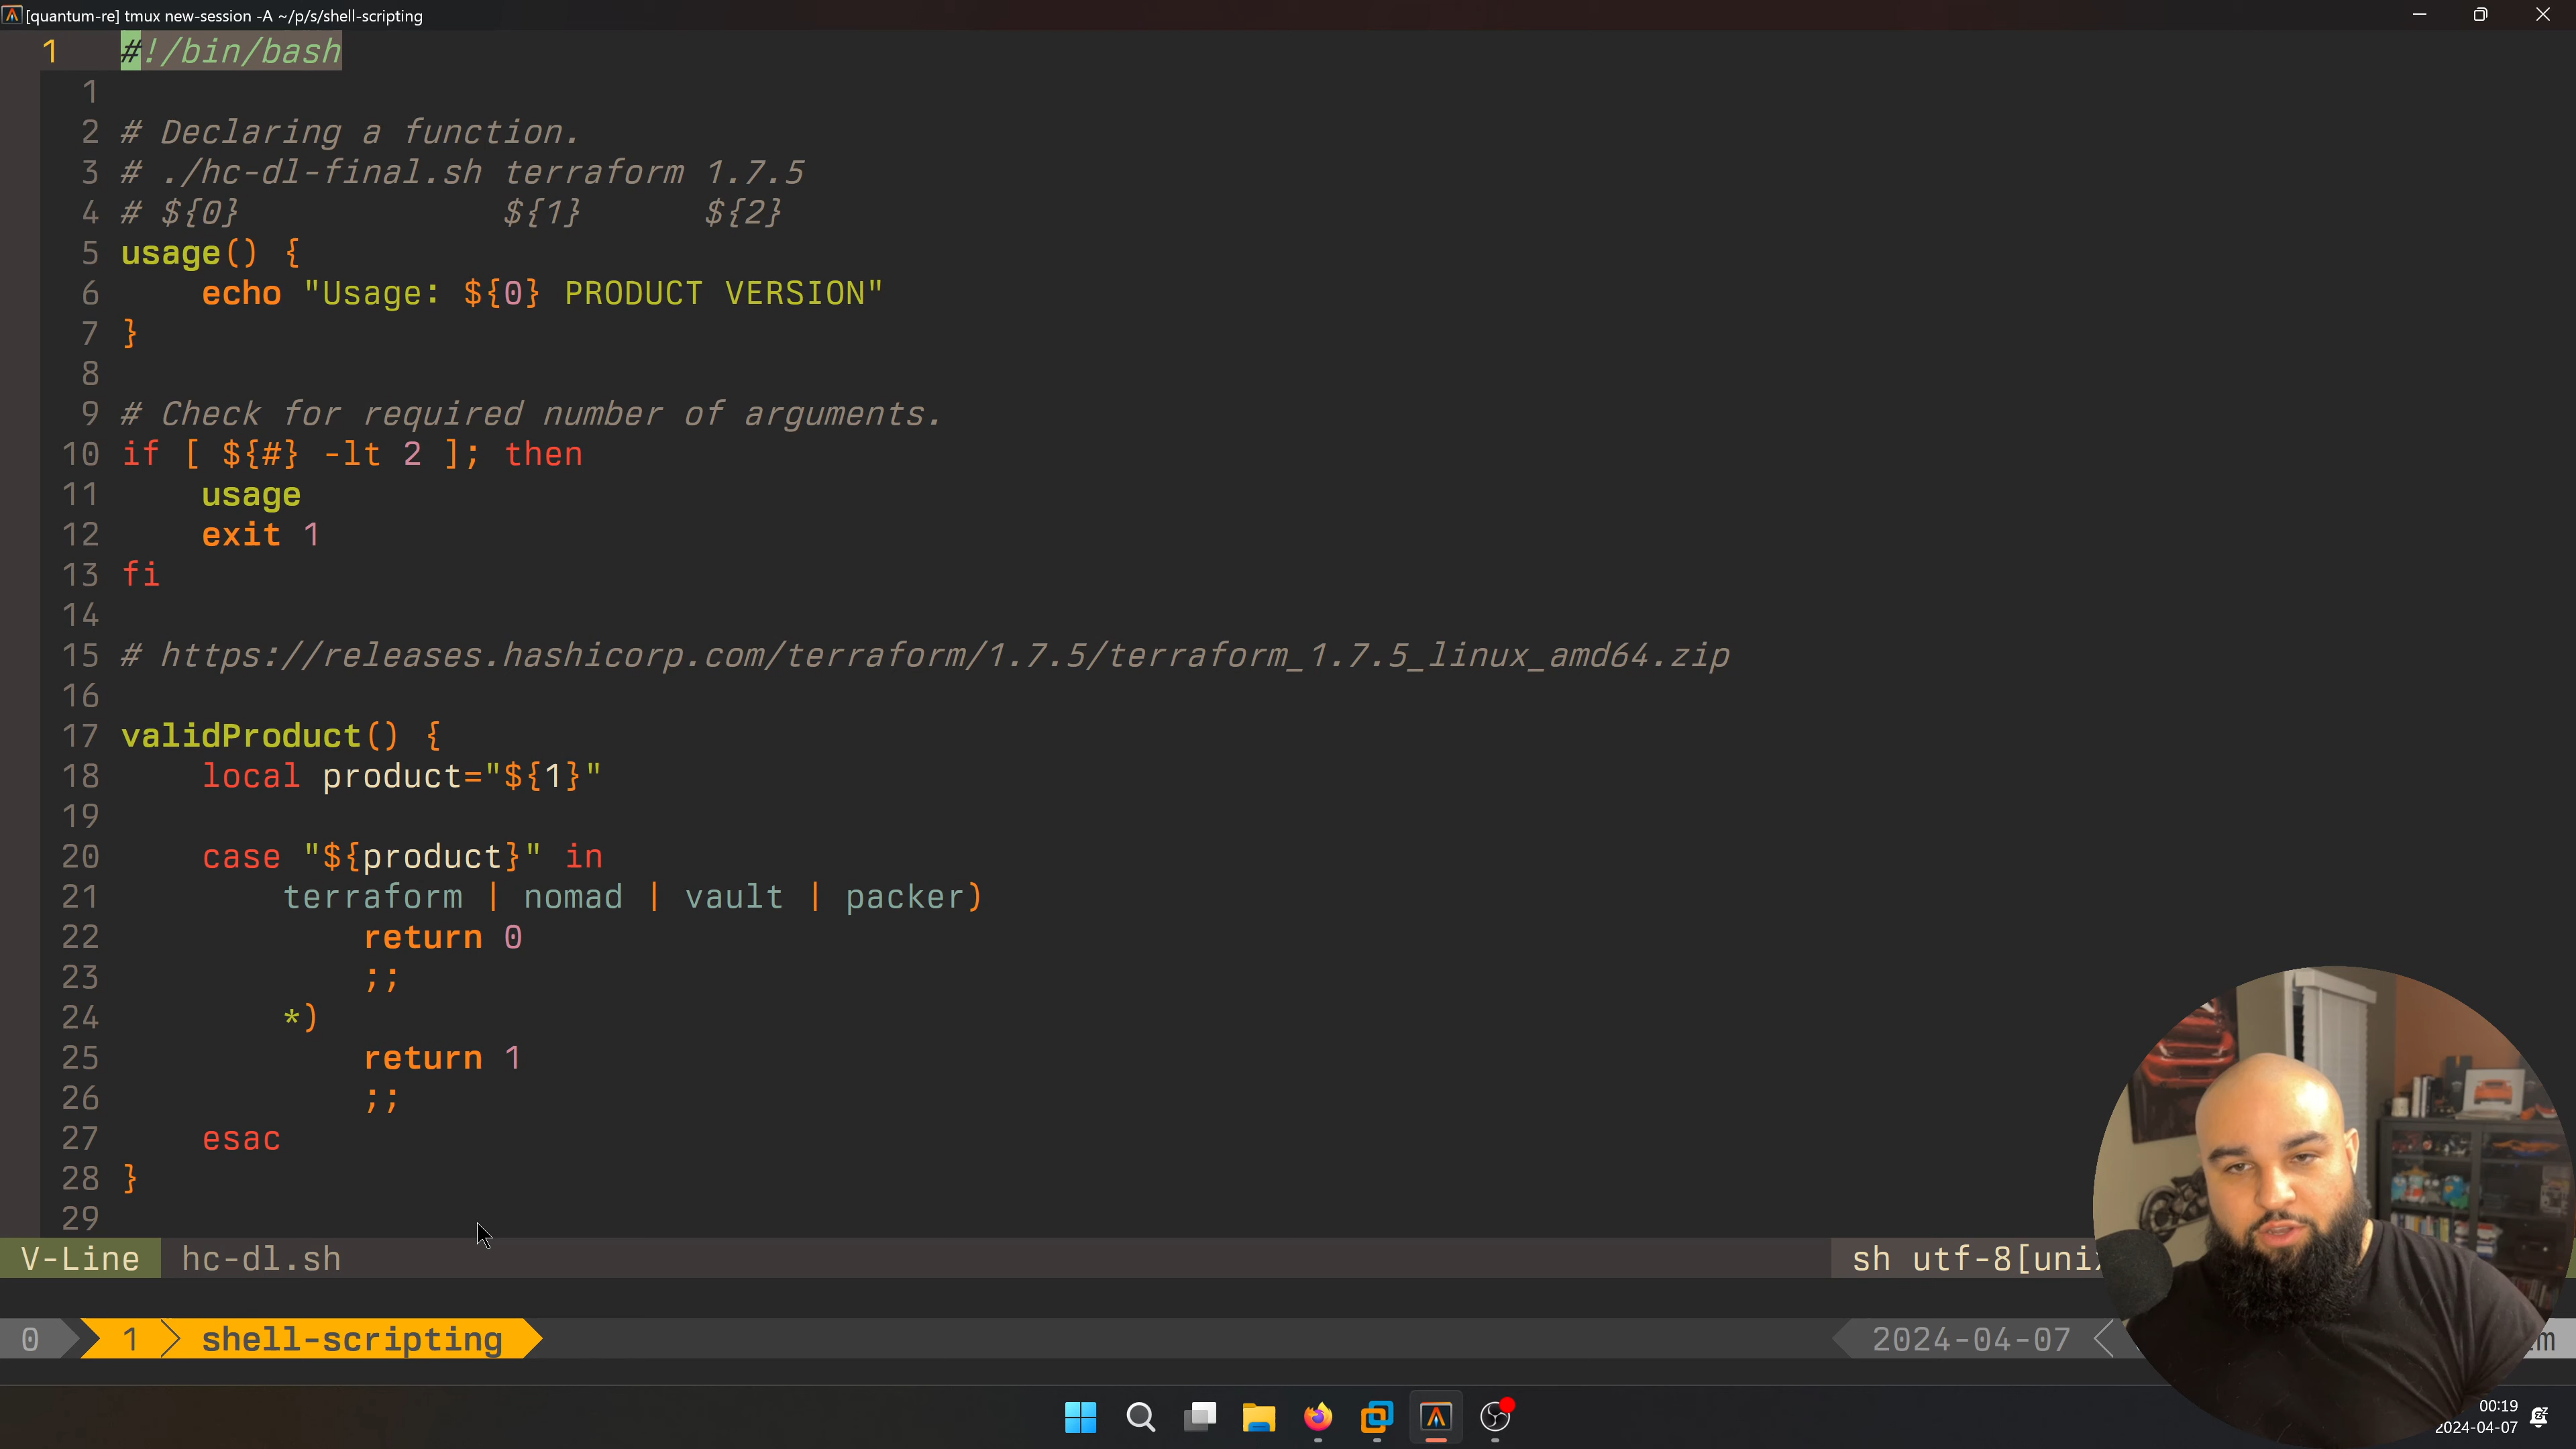 [quantum-re] tmux new-session -A ~/p/s/shell-scripting
1 #!/bin/bash
1
2 # Declaring a function.
3 # ./hc-dl-final.sh terraform 1.7.5
4 # ${0} ${1} ${2}
5 usage() {
6 echo "Usage: ${0} PRODUCT VERSION"
7 }
8
9 # Check for required number of arguments.
10 if [ ${#} -lt 2 ]; then
11 usage
12 exit 1
13 fi
14
15 # https://releases.hashicorp.com/terraform/1.7.5/terraform_1.7.5_linux_amd64.zip
16
17 validProduct() {
18 local product="${1}"
19
20 case "${product}" in
21 terraform | nomad | vault | packer)
22 return 0
23 ;;
24 *)
25 return 1
26 ;;
27 esac
28 }
29
V-Line hc-dl.sh sh utf-8[unix
0 1 shell-scripting 2024-04-07
00:19
2024-04-07